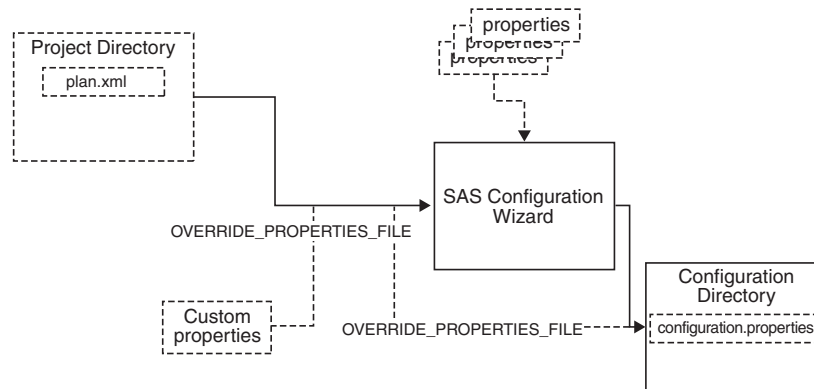 properties
properties
properties
Project Directory
plan.xml
SAS Configuration
Wizard
OVERRIDE_PROPERTIES_FILE
Configuration
Directory
Custom
properties
OVERRIDE_PROPERTIES_FILE
configuration.properties